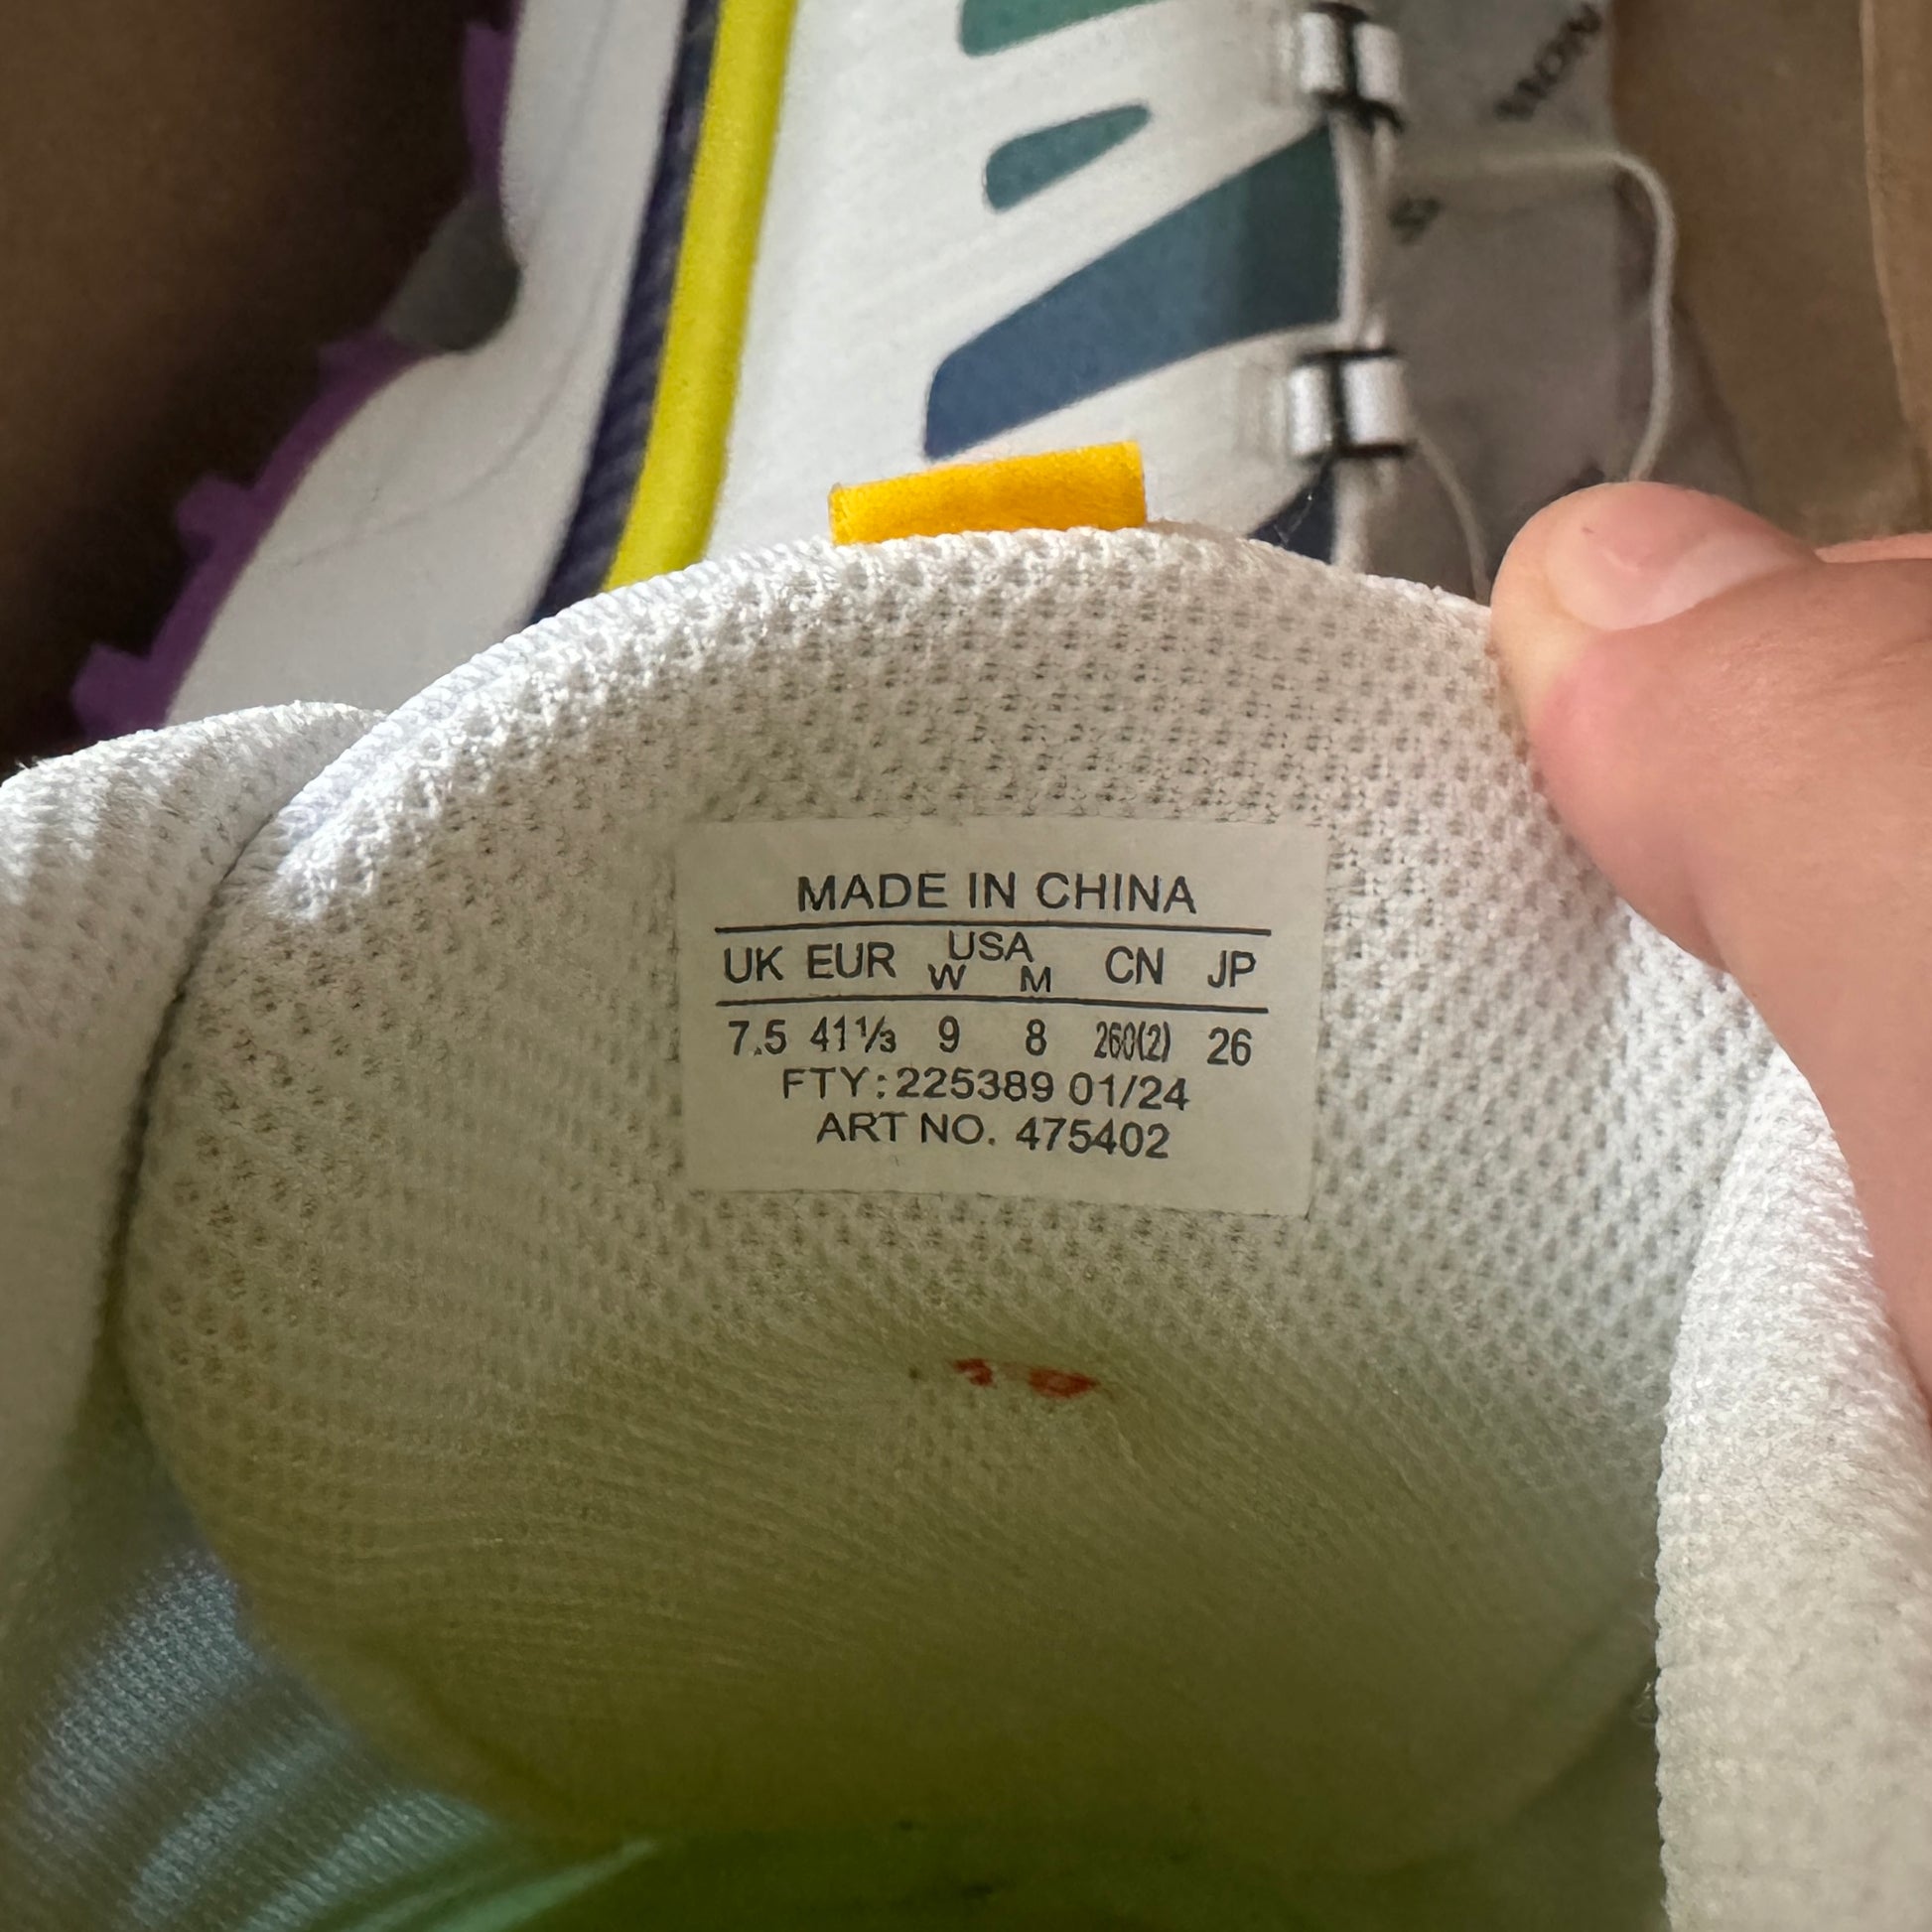 MADE IN CHINA
UK EUR USA CN JP
W M
7.5 41⅓ 9 8 260(2) 26
FTY: 225389 01/24
ART NO. 475402